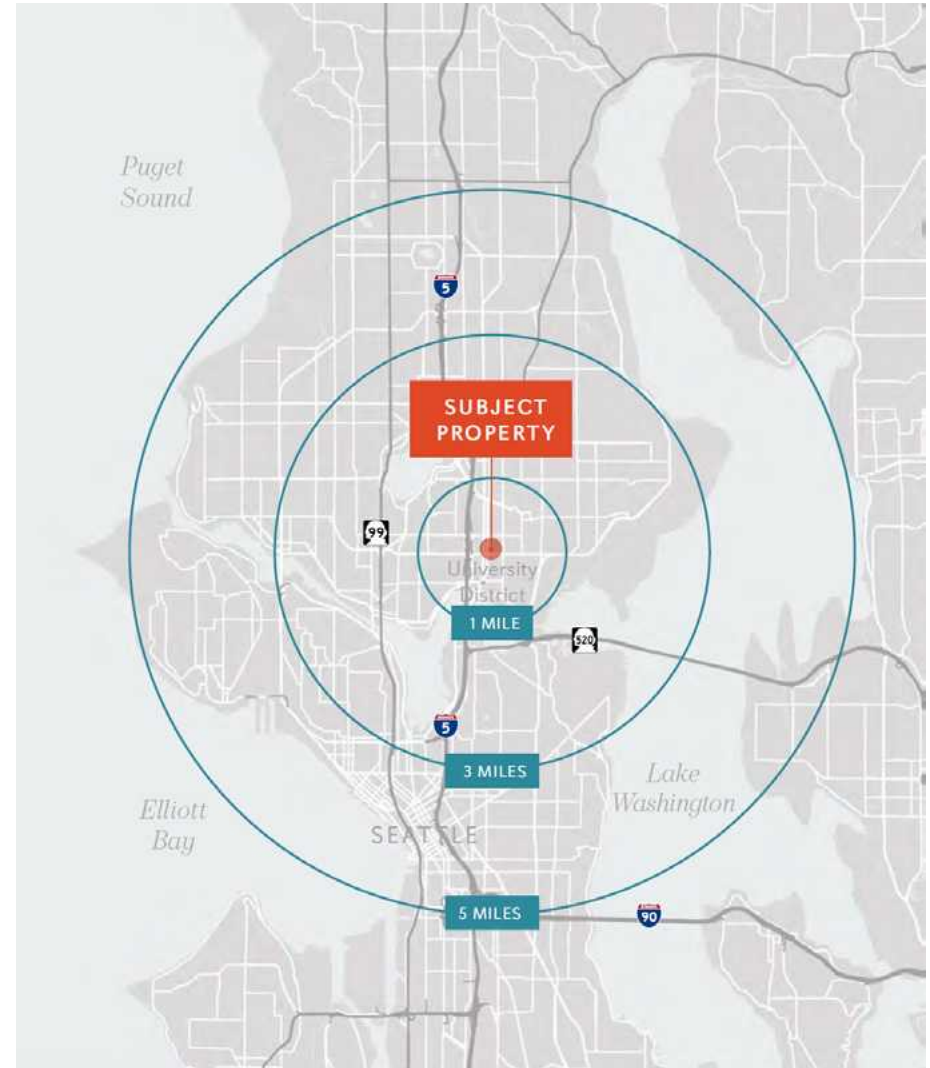 Puget
Sound
5
SUBJECT
PROPERTY
99
University
District
1 MILE
520
5
3 MILES
Lake
Washington
Elliott
Bay
SEATTLE
5 MILES
90